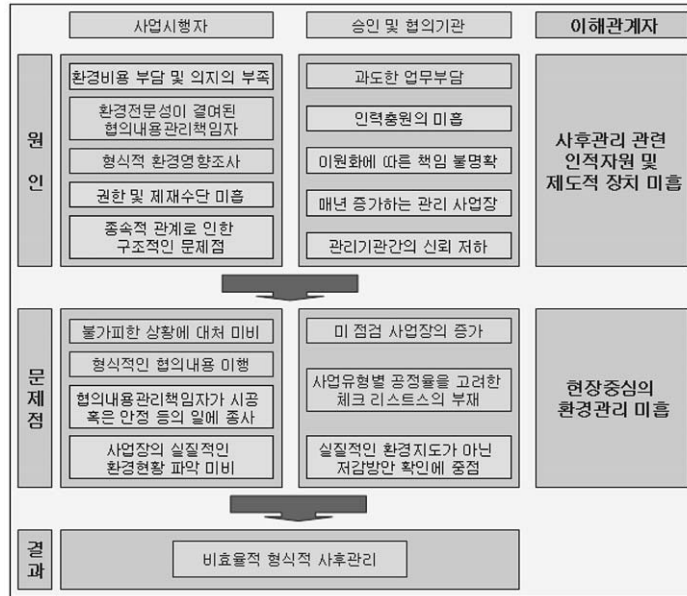 사업시행자
승인 및 협의기관
이해관계자
원
인
환경비용 부담 및 의지의 부족
환경전문성이 결여된
협의내용관리책임자
형식적 환경영향조사
권한 및 제재수단 미흡
종속적 관계로 인한
구조적인 문제점
과도한 업무부담
인력충원의 미흡
이원화에 따른 책임 불명확
매년 증가하는 관리 사업장
관리기관간의 신뢰 저하
사후관리 관련
인적자원 및
제도적 장치 미흡
문
제
점
불가피한 상황에 대처 미비
형식적인 협의내용 이행
협의내용관리책임자가 시공
혹은 안정 등의 일에 종사
사업장의 실질적인
환경현황 파악 미비
미 점검 사업장의 증가
사업유형별 공정율을 고려한
체크 리스트스의 부재
실질적인 환경지도가 아닌
저감방안 확인에 중점
현장중심의
환경관리 미흡
결
과
비효율적 형식적 사후관리